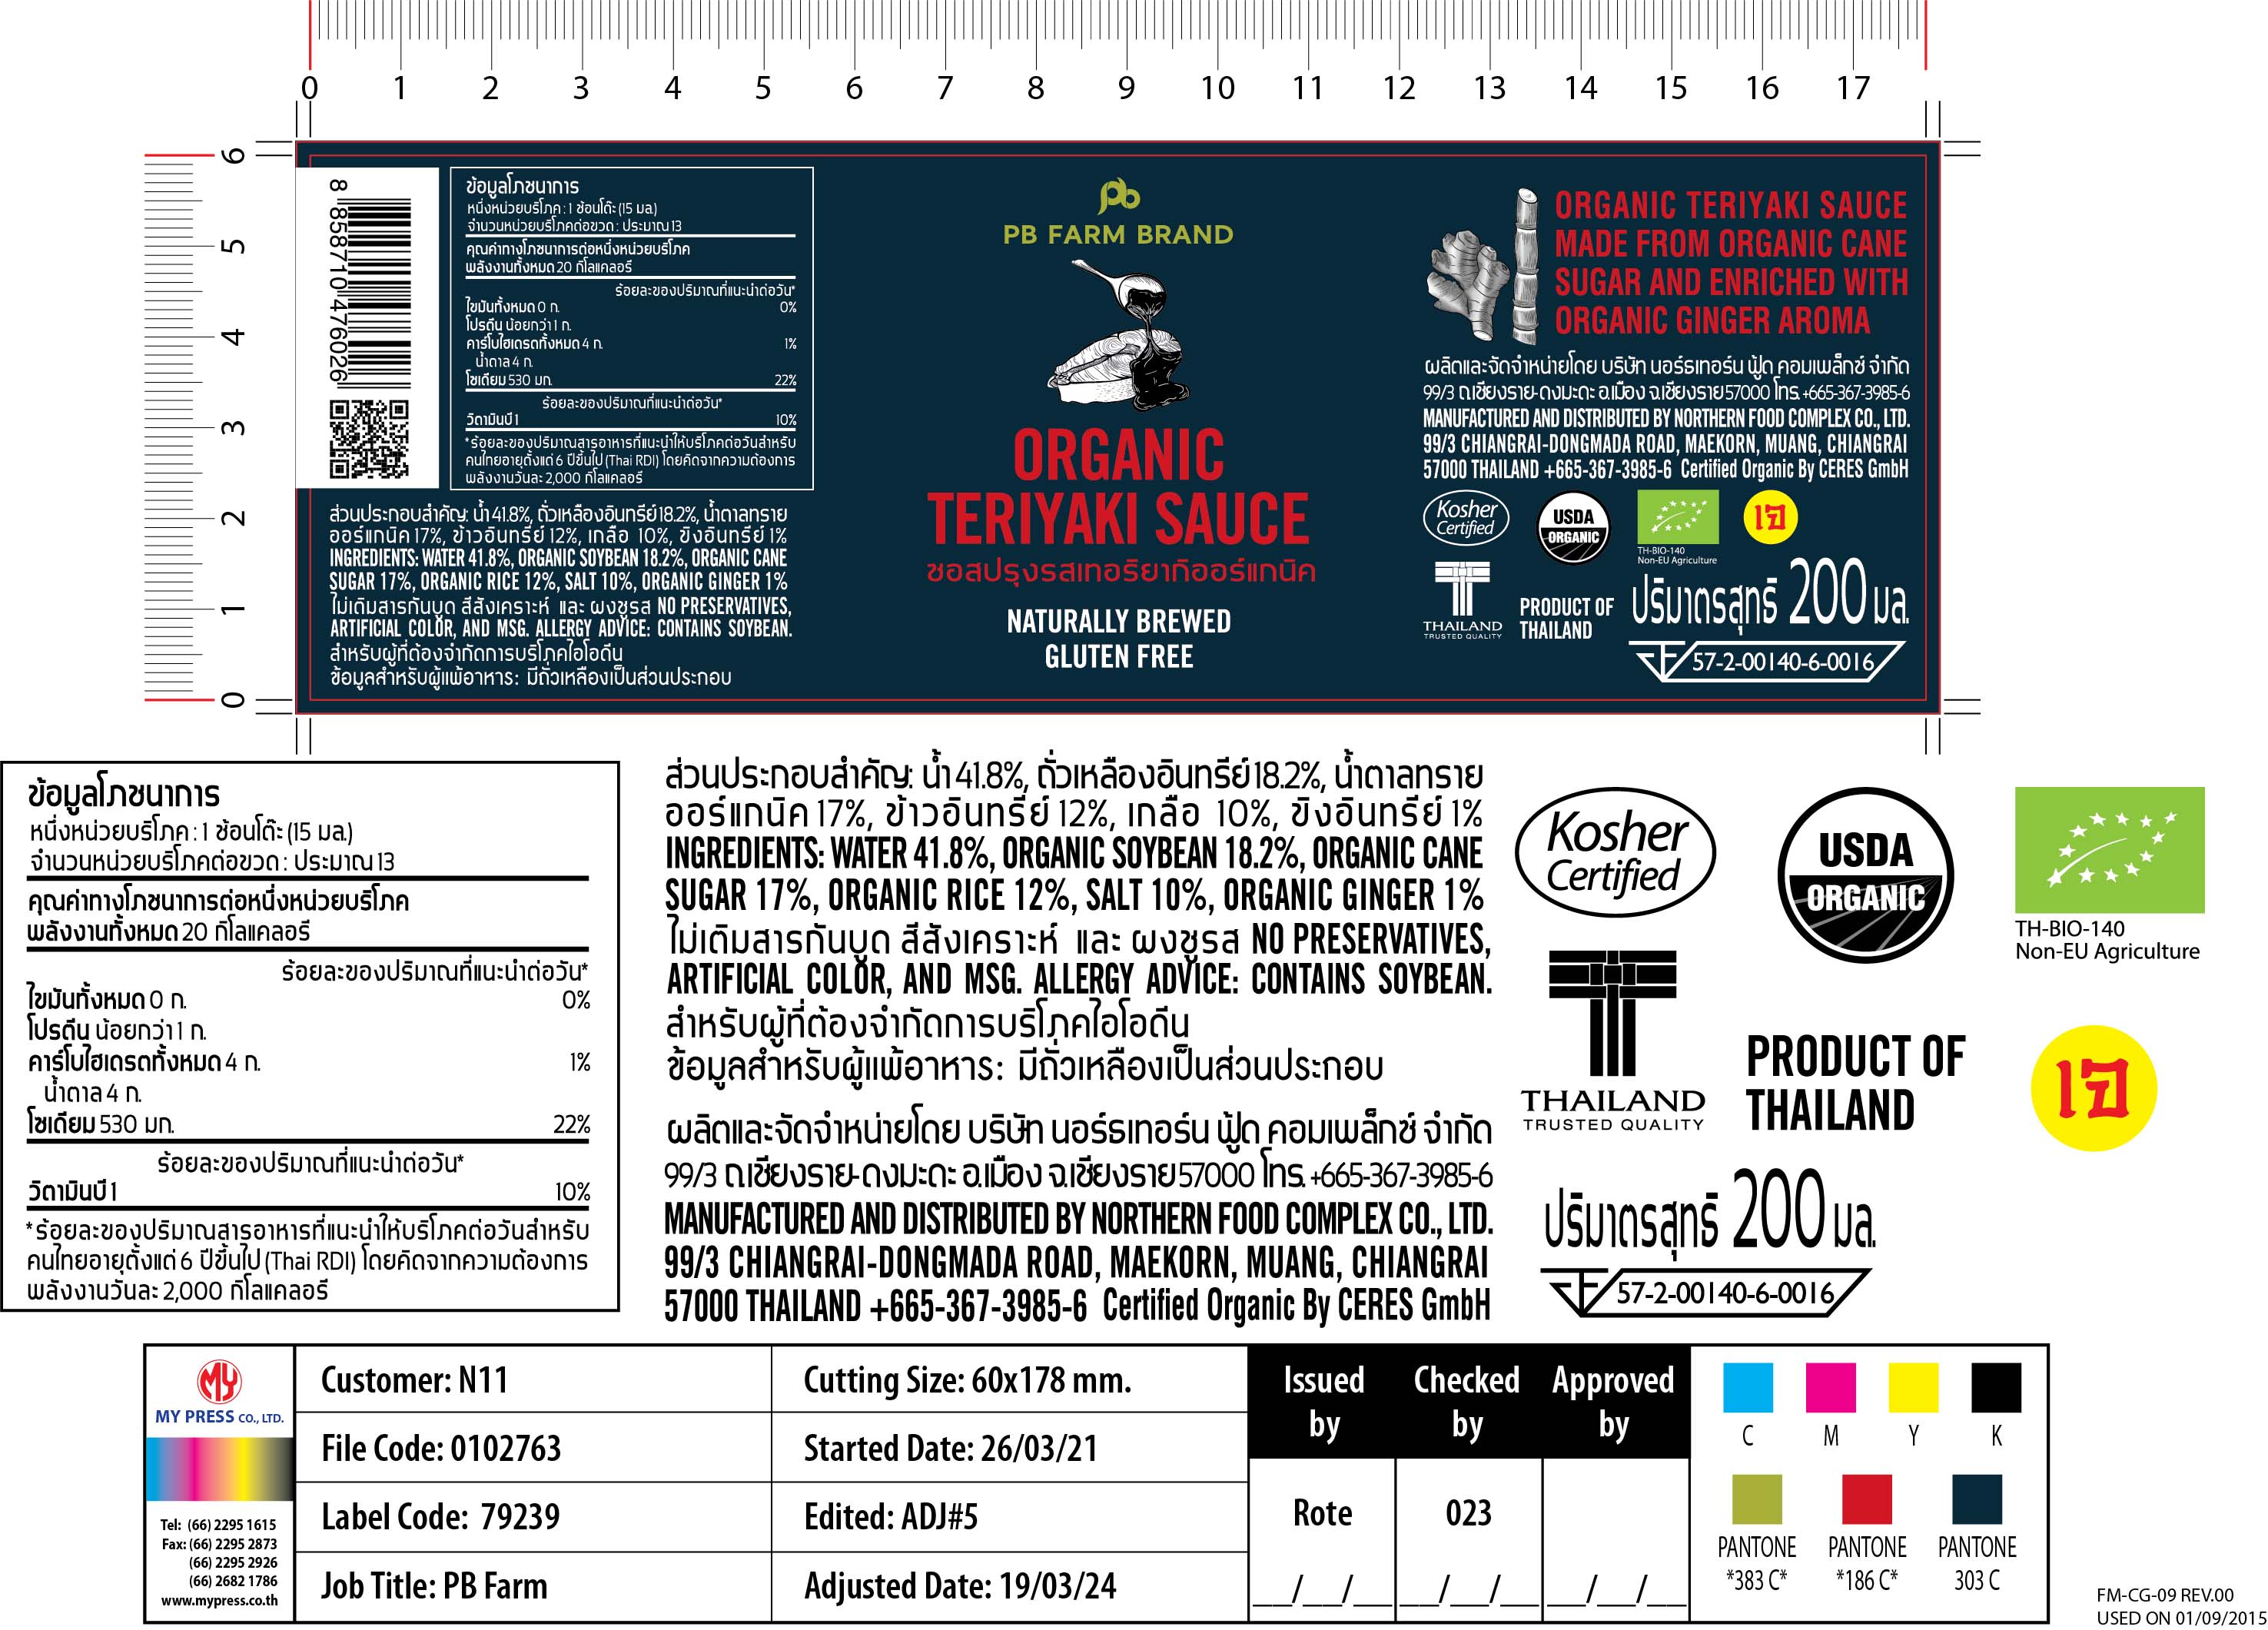 0 1 2 3 4 5 6 7 8 9 10 11 12 13 14 15 16 17
6
5
4
3
2
1
0
8 858710 476026
ข้อมูลโภชนาการ
หนึ่งหน่วยบริโภค : 1 ช้อนโต๊ะ (15 มล.)
จำนวนหน่วยบริโภคต่อขวด : ประมาณ 13
คุณค่าทางโภชนาการต่อหนึ่งหน่วยบริโภค
พลังงานทั้งหมด 20 กิโลแคลอรี
ร้อยละของปริมาณที่แนะนำต่อวัน*
ไขมันทั้งหมด 0 ก. 0%
โปรตีน น้อยกว่า 1 ก.
คาร์โบไฮเดรตทั้งหมด 4 ก. 1%
น้ำตาล 4 ก.
โซเดียม 530 มก. 22%
ร้อยละของปริมาณที่แนะนำต่อวัน*
วิตามินบี 1 10%
*ร้อยละของปริมาณสารอาหารที่แนะนำให้บริโภคต่อวันสำหรับ
คนไทยอายุตั้งแต่ 6 ปีขึ้นไป (Thai RDI) โดยคิดจากความต้องการ
พลังงานวันละ 2,000 กิโลแคลอรี
ส่วนประกอบสำคัญ: น้ำ 41.8%, ถั่วเหลืองอินทรีย์ 18.2%, น้ำตาลทราย
ออร์แกนิค 17%, ข้าวอินทรีย์ 12%, เกลือ 10%, ขิงอินทรีย์ 1%
INGREDIENTS: WATER 41.8%, ORGANIC SOYBEAN 18.2%, ORGANIC CANE
SUGAR 17%, ORGANIC RICE 12%, SALT 10%, ORGANIC GINGER 1%
ไม่เติมสารกันบูด สีสังเคราะห์ และ ผงชูรส NO PRESERVATIVES,
ARTIFICIAL COLOR, AND MSG. ALLERGY ADVICE: CONTAINS SOYBEAN.
สำหรับผู้ที่ต้องจำกัดการบริโภคไอโอดีน
ข้อมูลสำหรับผู้แพ้อาหาร: มีถั่วเหลืองเป็นส่วนประกอบ
pb
PB FARM BRAND
ORGANIC
TERIYAKI SAUCE
ซอสปรุงรสเทอริยากิออร์แกนิค
NATURALLY BREWED
GLUTEN FREE
ORGANIC TERIYAKI SAUCE
MADE FROM ORGANIC CANE
SUGAR AND ENRICHED WITH
ORGANIC GINGER AROMA
ผลิตและจัดจำหน่ายโดย บริษัท นอร์ธเทอร์น ฟู้ด คอมเพล็กซ์ จำกัด
99/3 ถ.เชียงราย-ดงมะดะ อ.เมือง จ.เชียงราย 57000 โทร. +665-367-3985-6
MANUFACTURED AND DISTRIBUTED BY NORTHERN FOOD COMPLEX CO., LTD.
99/3 CHIANGRAI-DONGMADA ROAD, MAEKORN, MUANG, CHIANGRAI
57000 THAILAND +665-367-3985-6 Certified Organic By CERES GmbH
Kosher
Certified
USDA
ORGANIC
TH-BIO-140
Non-EU Agriculture
เจ
THAILAND
TRUSTED QUALITY
PRODUCT OF
THAILAND
ปริมาตรสุทธิ 200 มล.
57-2-00140-6-0016
ข้อมูลโภชนาการ
หนึ่งหน่วยบริโภค : 1 ช้อนโต๊ะ (15 มล.)
จำนวนหน่วยบริโภคต่อขวด : ประมาณ 13
คุณค่าทางโภชนาการต่อหนึ่งหน่วยบริโภค
พลังงานทั้งหมด 20 กิโลแคลอรี
ร้อยละของปริมาณที่แนะนำต่อวัน*
ไขมันทั้งหมด 0 ก. 0%
โปรตีน น้อยกว่า 1 ก.
คาร์โบไฮเดรตทั้งหมด 4 ก. 1%
น้ำตาล 4 ก.
โซเดียม 530 มก. 22%
ร้อยละของปริมาณที่แนะนำต่อวัน*
วิตามินบี 1 10%
*ร้อยละของปริมาณสารอาหารที่แนะนำให้บริโภคต่อวันสำหรับ
คนไทยอายุตั้งแต่ 6 ปีขึ้นไป (Thai RDI) โดยคิดจากความต้องการ
พลังงานวันละ 2,000 กิโลแคลอรี
ส่วนประกอบสำคัญ: น้ำ 41.8%, ถั่วเหลืองอินทรีย์ 18.2%, น้ำตาลทราย
ออร์แกนิค 17%, ข้าวอินทรีย์ 12%, เกลือ 10%, ขิงอินทรีย์ 1%
INGREDIENTS: WATER 41.8%, ORGANIC SOYBEAN 18.2%, ORGANIC CANE
SUGAR 17%, ORGANIC RICE 12%, SALT 10%, ORGANIC GINGER 1%
ไม่เติมสารกันบูด สีสังเคราะห์ และ ผงชูรส NO PRESERVATIVES,
ARTIFICIAL COLOR, AND MSG. ALLERGY ADVICE: CONTAINS SOYBEAN.
สำหรับผู้ที่ต้องจำกัดการบริโภคไอโอดีน
ข้อมูลสำหรับผู้แพ้อาหาร: มีถั่วเหลืองเป็นส่วนประกอบ
ผลิตและจัดจำหน่ายโดย บริษัท นอร์ธเทอร์น ฟู้ด คอมเพล็กซ์ จำกัด
99/3 ถ.เชียงราย-ดงมะดะ อ.เมือง จ.เชียงราย 57000 โทร. +665-367-3985-6
MANUFACTURED AND DISTRIBUTED BY NORTHERN FOOD COMPLEX CO., LTD.
99/3 CHIANGRAI-DONGMADA ROAD, MAEKORN, MUANG, CHIANGRAI
57000 THAILAND +665-367-3985-6 Certified Organic By CERES GmbH
Kosher
Certified
USDA
ORGANIC
TH-BIO-140
Non-EU Agriculture
THAILAND
TRUSTED QUALITY
PRODUCT OF
THAILAND
เจ
ปริมาตรสุทธิ 200 มล.
57-2-00140-6-0016
MY
MY PRESS CO., LTD.
Tel: (66) 2295 1615
Fax: (66) 2295 2873
(66) 2295 2926
(66) 2682 1786
www.mypress.co.th
Customer: N11
File Code: 0102763
Label Code: 79239
Job Title: PB Farm
Cutting Size: 60x178 mm.
Started Date: 26/03/21
Edited: ADJ#5
Adjusted Date: 19/03/24
Issued by
Checked by
Approved by
Rote
023
__/__/__ __/__/__ __/__/__
C M Y K
PANTONE *383 C*
PANTONE *186 C*
PANTONE 303 C
FM-CG-09 REV.00
USED ON 01/09/2015